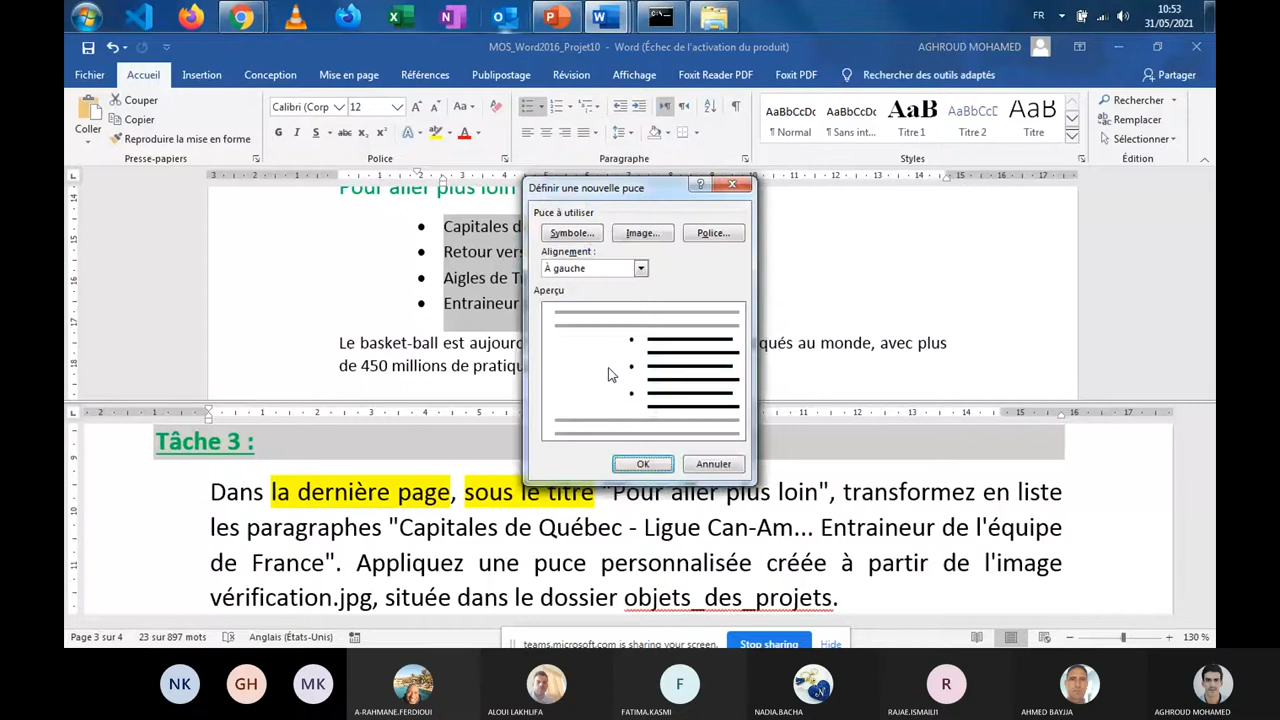 FR
10:53
31/05/2021
MOS_Word2016_Projet10 - Word (Échec de l'activation du produit)
AGHROUD MOHAMED
Fichier Accueil Insertion Conception Mise en page Références Publipostage Révision Affichage Foxit Reader PDF Foxit PDF Rechercher des outils adaptés Partager
Coller
Couper
Copier
Reproduire la mise en forme
Presse-papiers
Calibri (Corp 12
G I S abc x₂ x²
Police
Paragraphe
AaBbCcDc AaBbCcDc AaB AaBbCcE AaB
¶ Normal ¶ Sans int... Titre 1 Titre 2 Titre
Styles
Rechercher
Remplacer
Sélectionner
Édition
Pour aller plus loin
• Capitales d
• Retour vers
• Aigles de T
• Entraineur
Le basket-ball est aujourd qués au monde, avec plus
de 450 millions de pratiqu
Définir une nouvelle puce
Puce à utiliser
Symbole... Image... Police...
Alignement :
À gauche
Aperçu
OK Annuler
Tâche 3 :
Dans la dernière page, sous le titre "Pour aller plus loin", transformez en liste
les paragraphes "Capitales de Québec - Ligue Can-Am... Entraineur de l'équipe
de France". Appliquez une puce personnalisée créée à partir de l'image
vérification.jpg, située dans le dossier objets_des_projets.
Page 3 sur 4 23 sur 897 mots Anglais (États-Unis) 130 %
teams.microsoft.com is sharing your screen. Stop sharing Hide
NK GH MK F R
A-RAHMANE.FERDIOUI ALOUI LAKHLIFA FATIMA.KASMI NADIA.BACHA RAJAE.ISMAILI1 AHMED BAYJJA AGHROUD MOHAMED